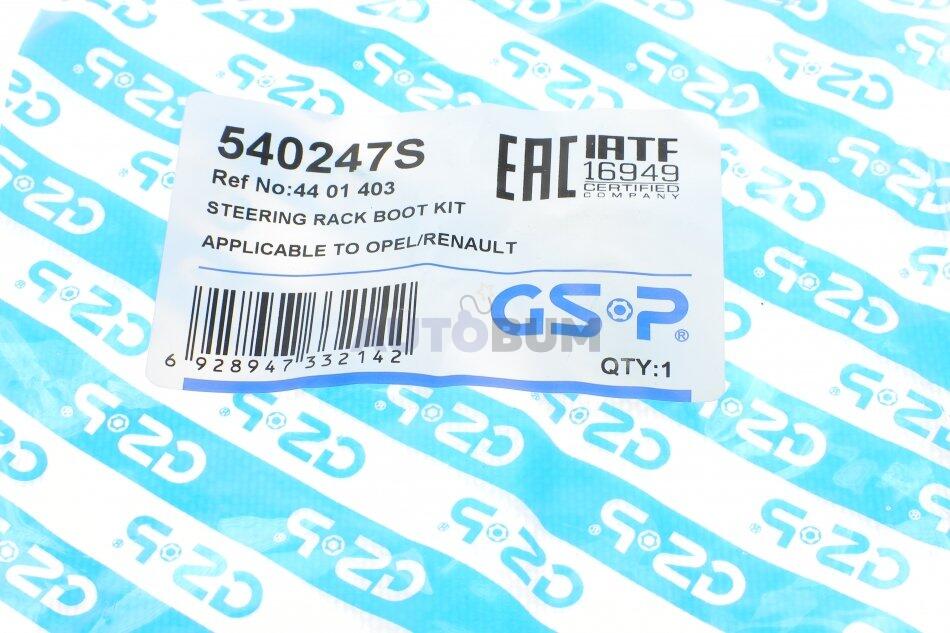 540247S
Ref No:44 01 403
STEERING RACK BOOT KIT
APPLICABLE TO OPEL/RENAULT
EAC
IATF
16949
CERTIFIED
COMPANY
GSP®
6 928947 332142
AUTOBUM
QTY:1